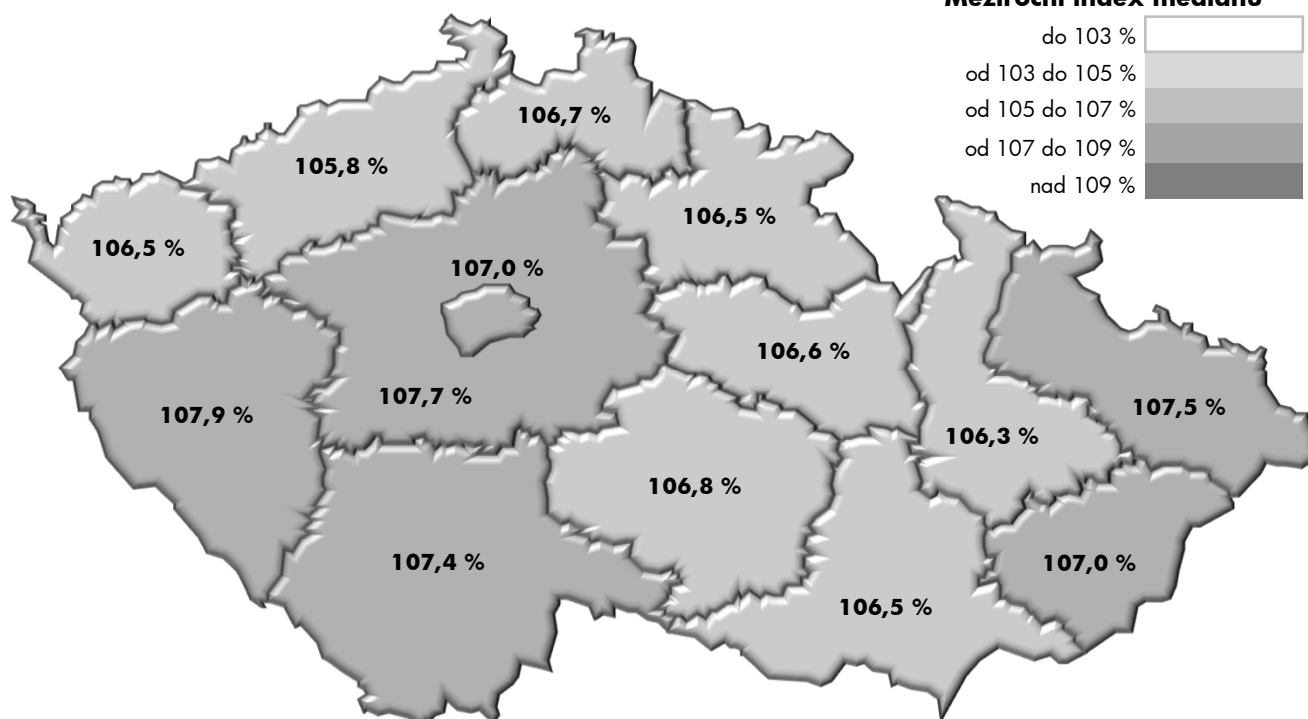 Meziroční index mediánu
do 103 %
od 103 do 105 %
od 105 do 107 %
od 107 do 109 %
nad 109 %
106,7 %
105,8 %
106,5 %
106,5 %
107,0 %
106,6 %
107,7 %
107,9 %
107,5 %
106,3 %
106,8 %
107,4 %
107,0 %
106,5 %